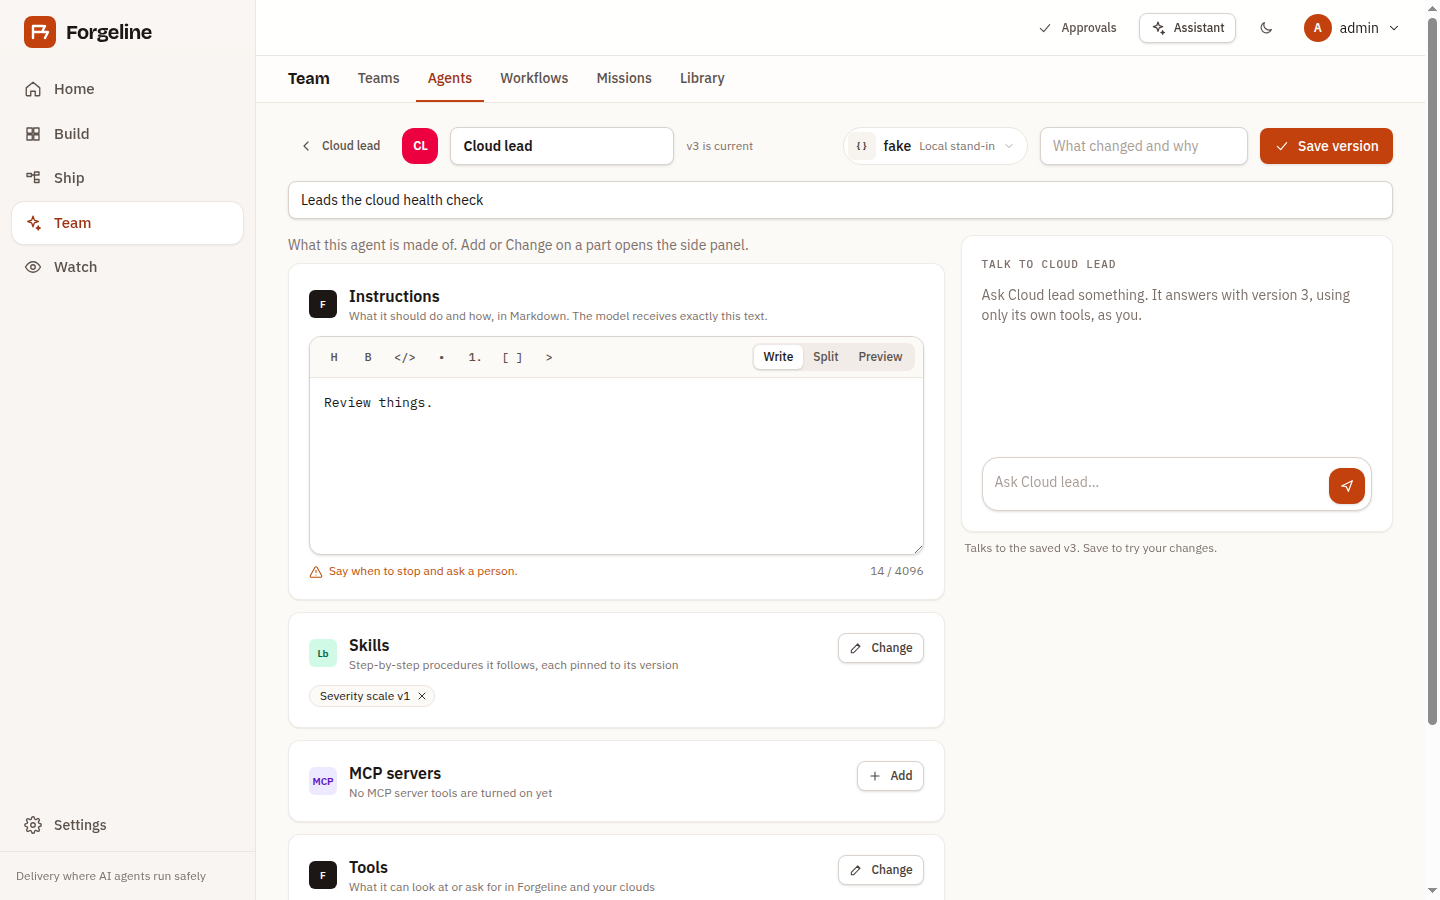 Forgeline
Approvals
Assistant
A
admin
Home
Build
Ship
Team
Watch
Settings
Delivery where AI agents run safely
Team
Teams
Agents
Workflows
Missions
Library
Cloud lead
CL
Cloud lead
v3 is current
{ }
fake
Local stand-in
What changed and why
Save version
Leads the cloud health check
What this agent is made of. Add or Change on a part opens the side panel.
F
Instructions
What it should do and how, in Markdown. The model receives exactly this text.
H B </> • 1. [ ] >
Write
Split
Preview
Review things.
Say when to stop and ask a person.
14 / 4096
Lb
Skills
Step-by-step procedures it follows, each pinned to its version
Change
Severity scale v1
MCP
MCP servers
No MCP server tools are turned on yet
Add
F
Tools
What it can look at or ask for in Forgeline and your clouds
Change
TALK TO CLOUD LEAD
Ask Cloud lead something. It answers with version 3, using
only its own tools, as you.
Ask Cloud lead...
Talks to the saved v3. Save to try your changes.